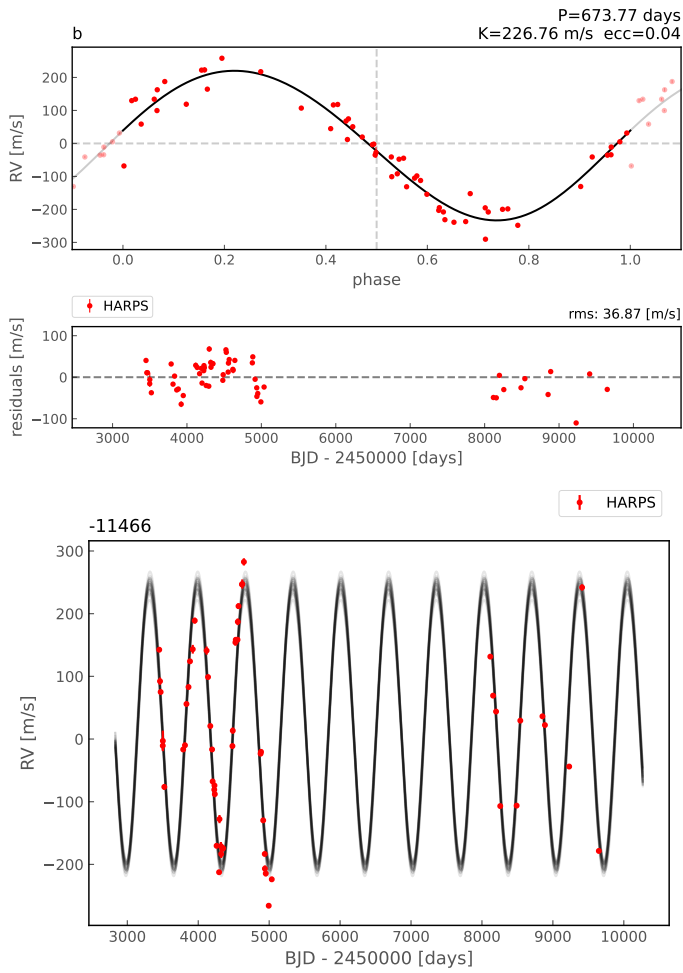 P=673.77 days
b K=226.76 m/s ecc=0.04
200
100
0
−100
−200
−300
RV [m/s]
0.0 0.2 0.4 0.6 0.8 1.0
phase
HARPS
rms: 36.87 [m/s]
100
0
−100
residuals [m/s]
3000 4000 5000 6000 7000 8000 9000 10000
BJD - 2450000 [days]
HARPS
-11466
300
200
100
0
−100
−200
RV [m/s]
3000 4000 5000 6000 7000 8000 9000 10000
BJD - 2450000 [days]